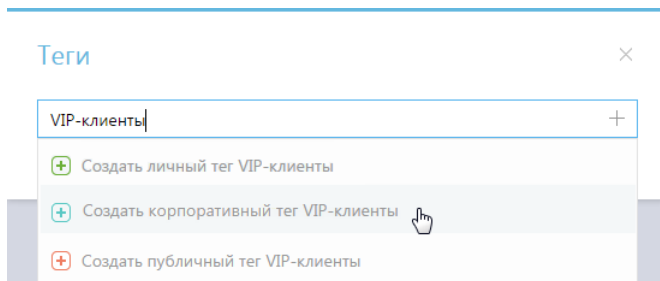 Теги
VIP-клиенты
Создать личный тег VIP-клиенты
Создать корпоративный тег VIP-клиенты
Создать публичный тег VIP-клиенты